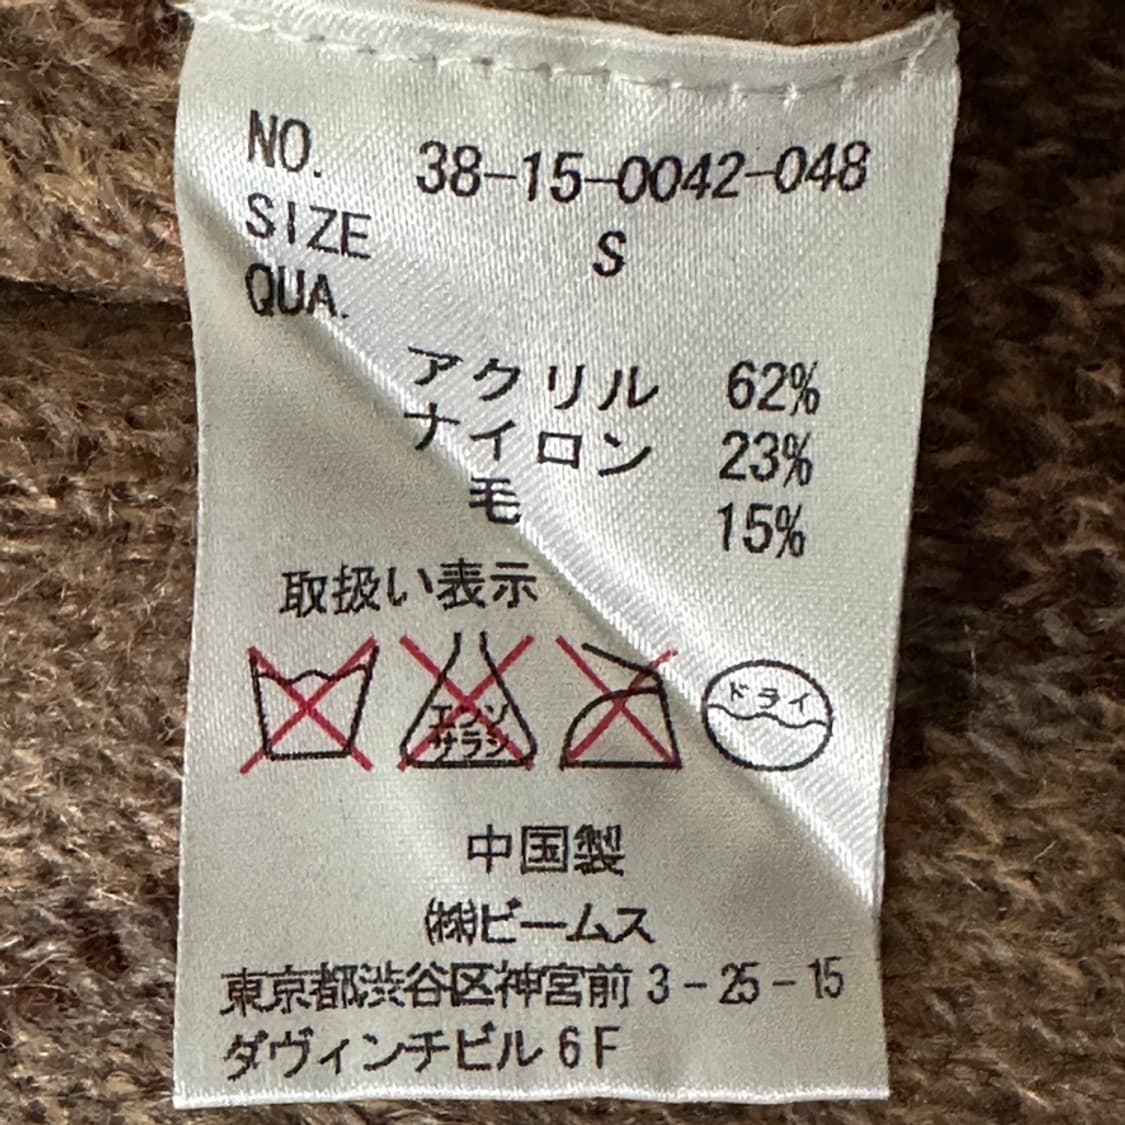 NO. 38-15-0042-048
SIZE S
QUA.
アクリル 62%
ナイロン 23%
毛 15%
取扱い表示
エンソ
サラシ
ドライ
中国製
㈱ビームス
東京都渋谷区神宮前3-25-15
ダヴィンチビル6F